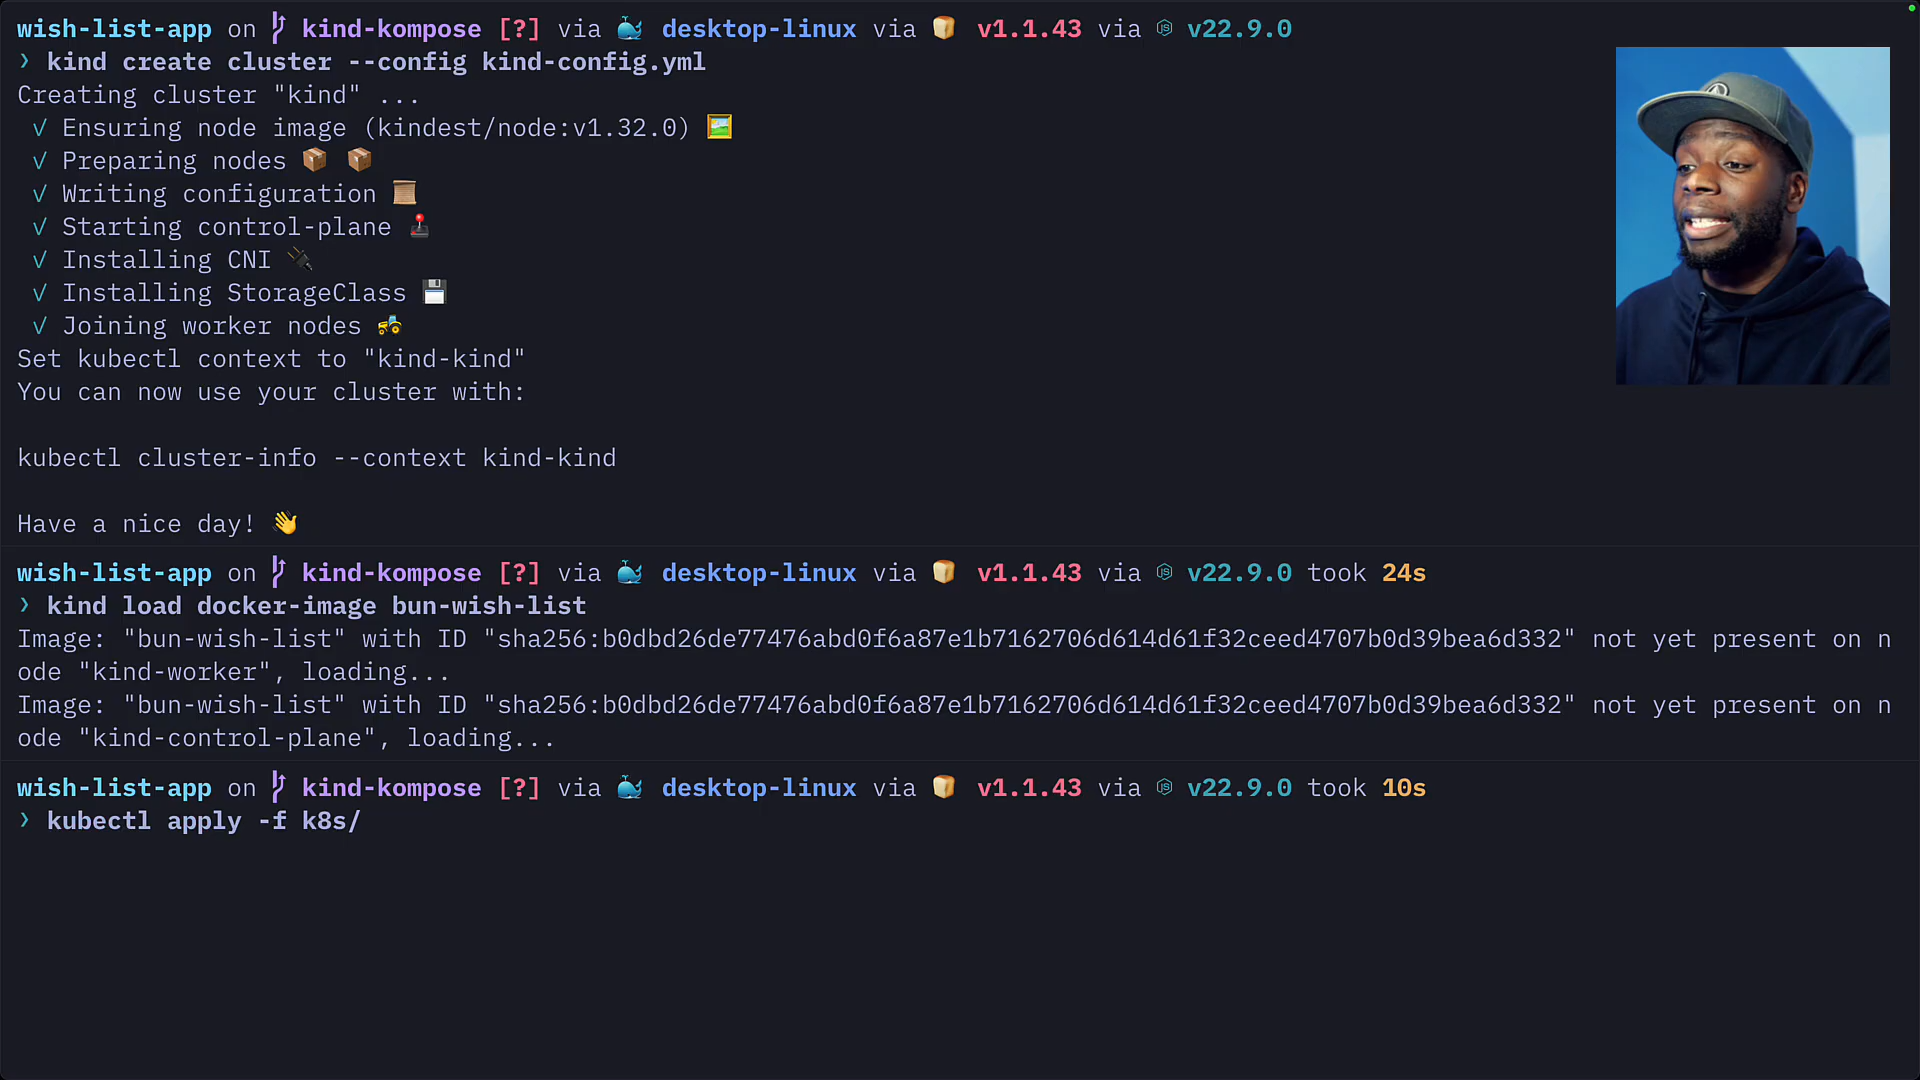 wish-list-app on kind-kompose [?] via desktop-linux via v1.1.43 via v22.9.0
❯ kind create cluster --config kind-config.yml
Creating cluster "kind" ...
✓ Ensuring node image (kindest/node:v1.32.0) 🖼
✓ Preparing nodes 📦 📦
✓ Writing configuration 📜
✓ Starting control-plane 🕹
✓ Installing CNI 🔌
✓ Installing StorageClass 💾
✓ Joining worker nodes 🚜
Set kubectl context to "kind-kind"
You can now use your cluster with:
kubectl cluster-info --context kind-kind
Have a nice day! 👋
wish-list-app on kind-kompose [?] via desktop-linux via v1.1.43 via v22.9.0 took 24s
❯ kind load docker-image bun-wish-list
Image: "bun-wish-list" with ID "sha256:b0dbd26de77476abd0f6a87e1b7162706d614d61f32ceed4707b0d39bea6d332" not yet present on n
ode "kind-worker", loading...
Image: "bun-wish-list" with ID "sha256:b0dbd26de77476abd0f6a87e1b7162706d614d61f32ceed4707b0d39bea6d332" not yet present on n
ode "kind-control-plane", loading...
wish-list-app on kind-kompose [?] via desktop-linux via v1.1.43 via v22.9.0 took 10s
❯ kubectl apply -f k8s/